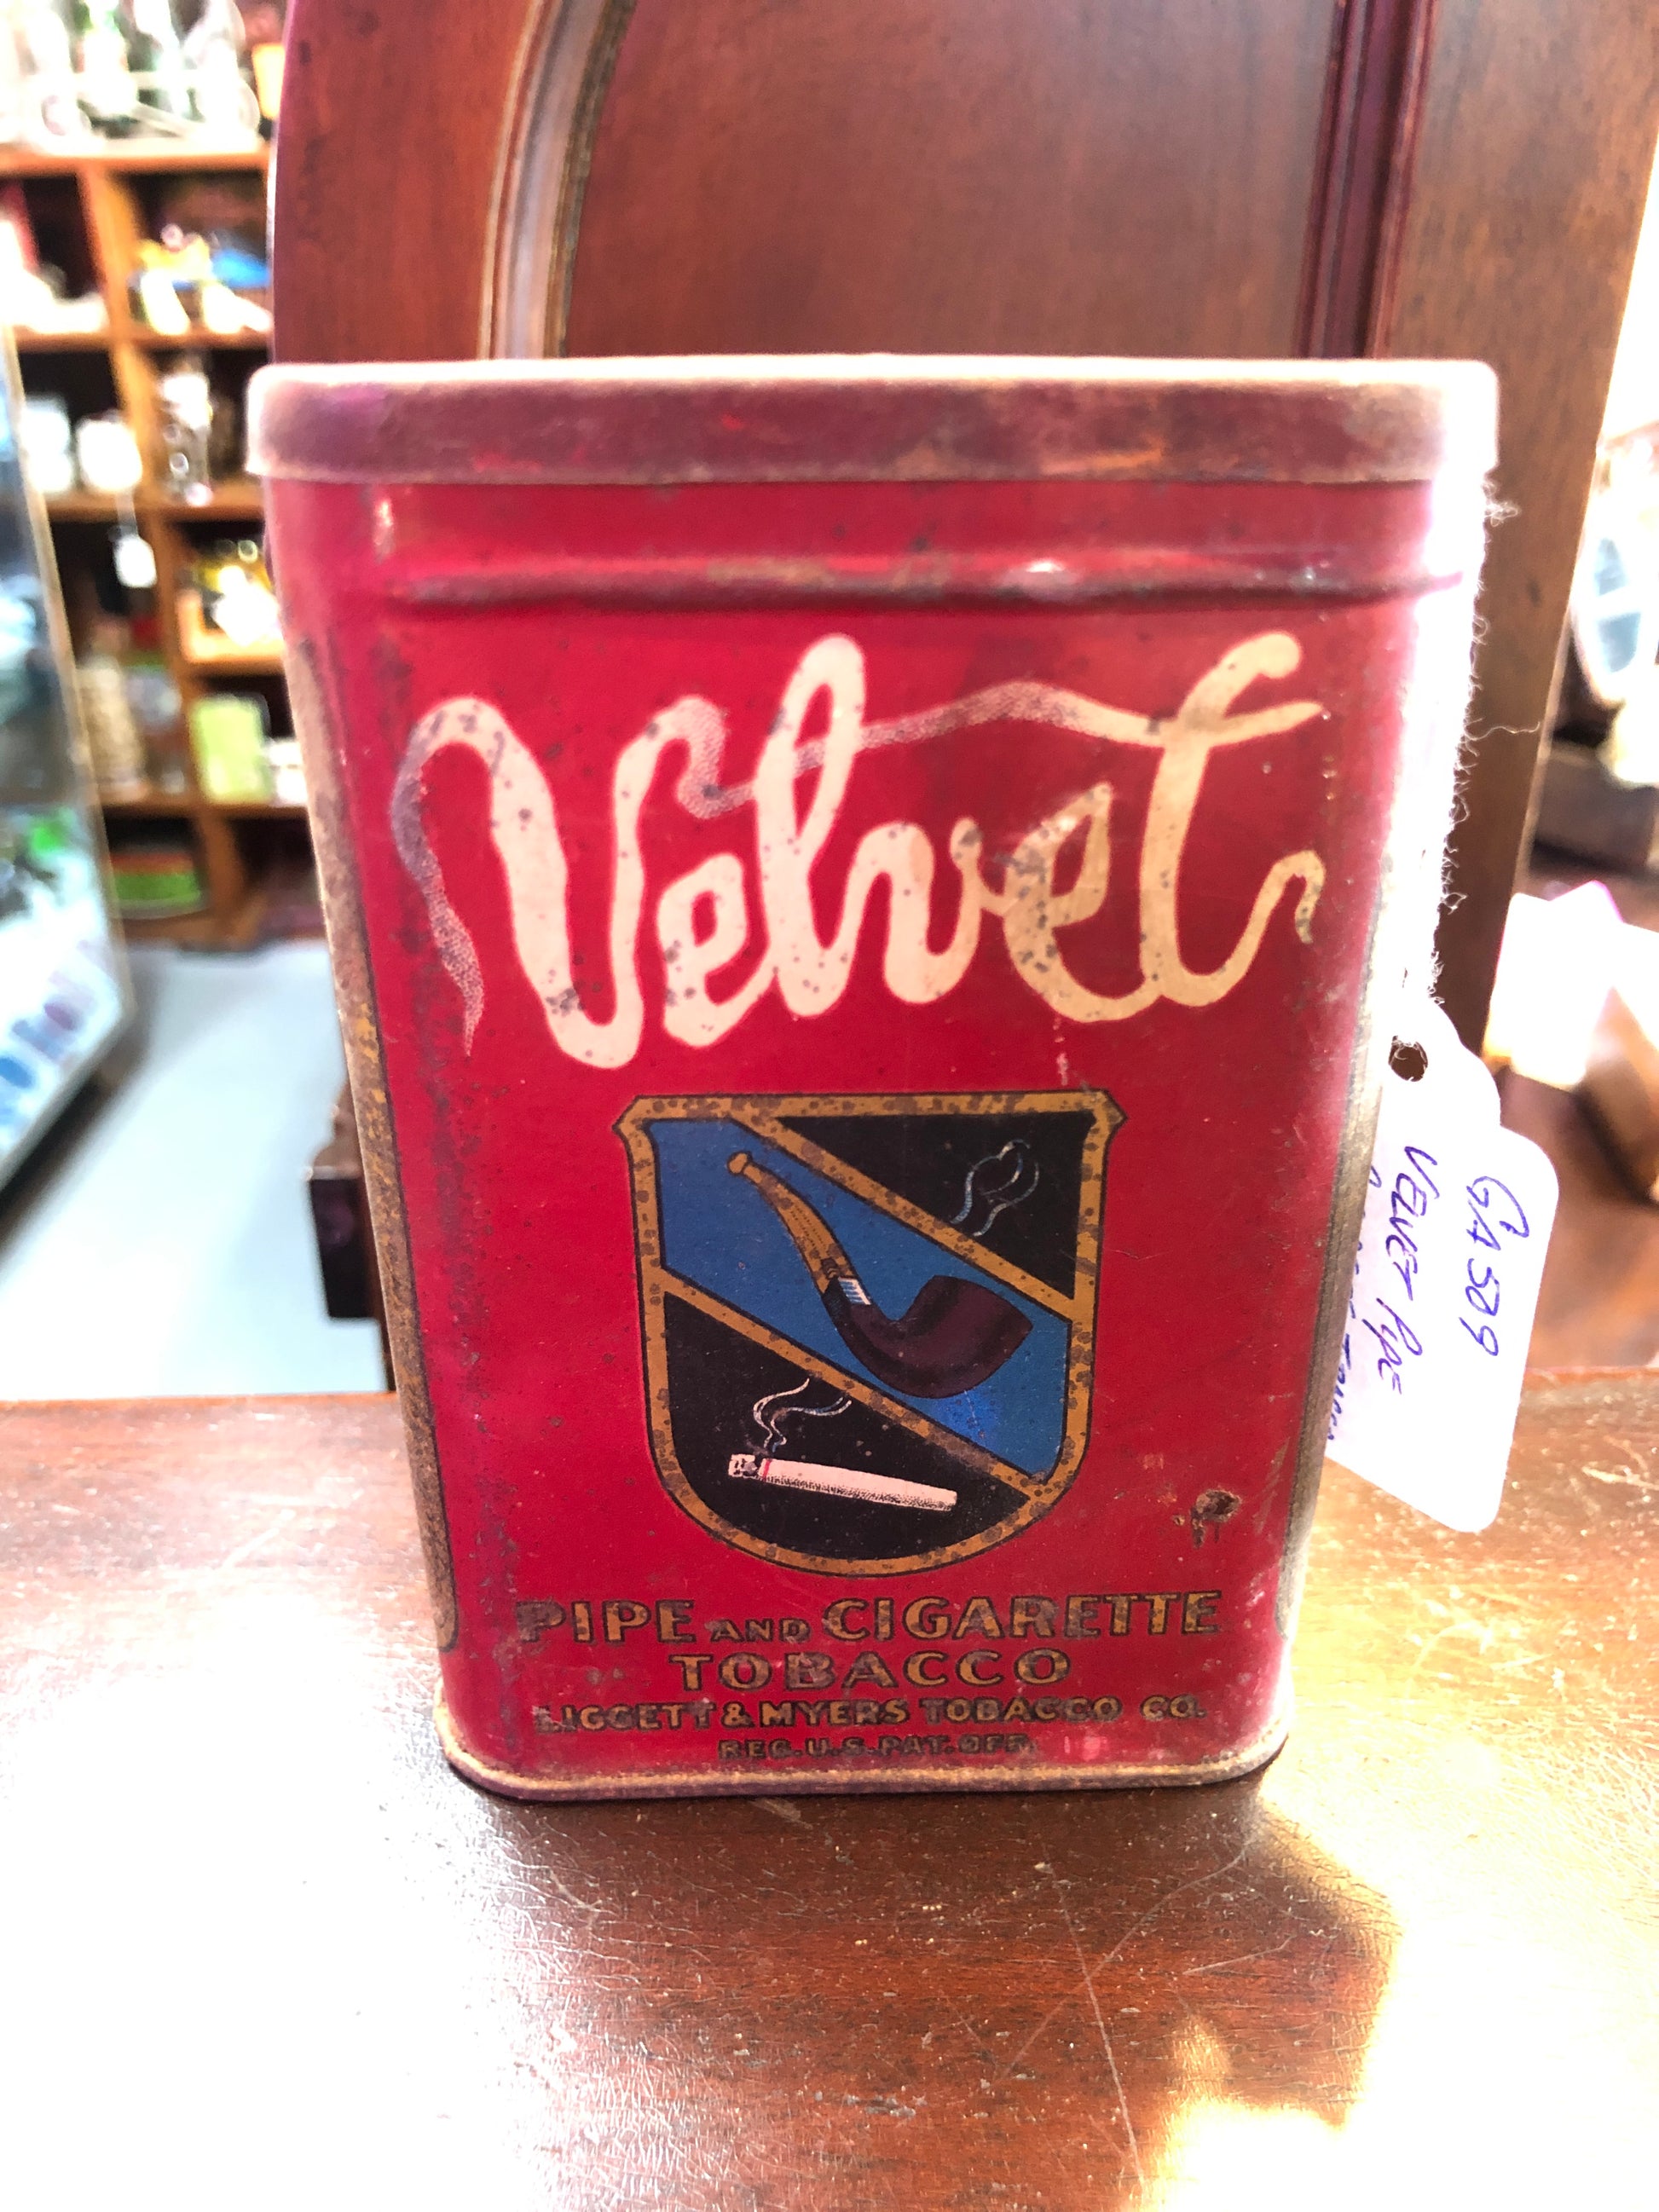 Velvet
PIPE AND CIGARETTE
TOBACCO
LIGGETT & MYERS TOBACCO CO.
REG. U.S. PAT. OFF.
GA509
VELVET PIPE